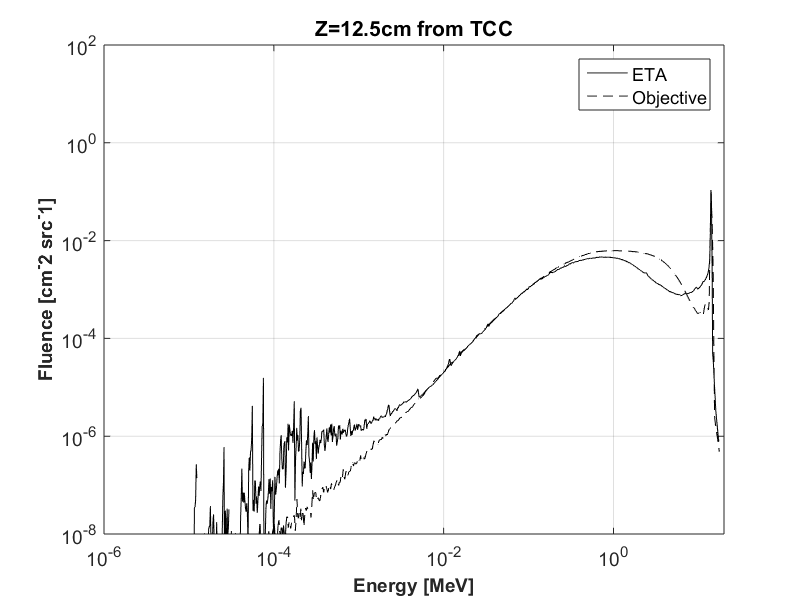 Z=12.5cm from TCC
10^2
ETA
Objective
10^0
10^-2
Fluence [cm^-2 src^-1]
10^-4
10^-6
10^-8
10^-6 10^-4 10^-2 10^0
Energy [MeV]